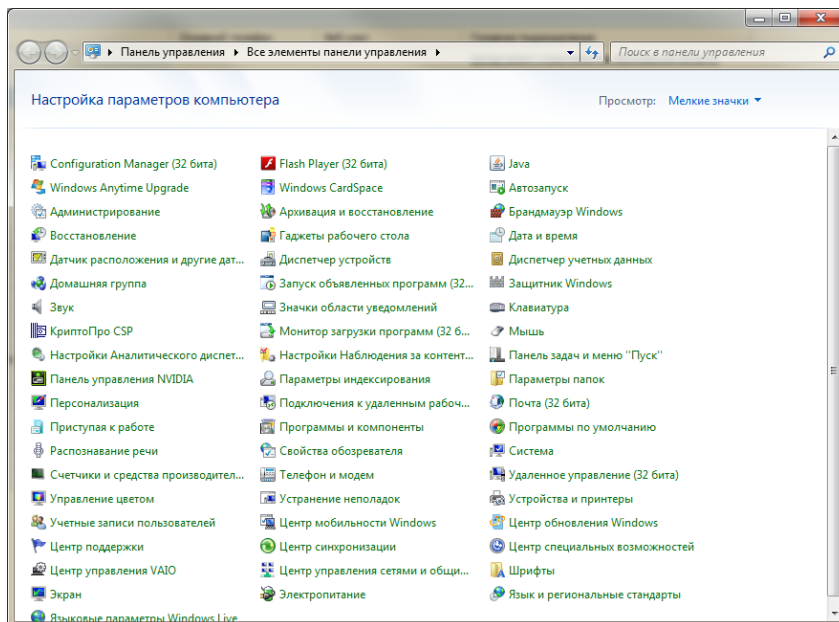 Панель управления ▸ Все элементы панели управления ▸
Поиск в панели управления
Настройка параметров компьютера
Просмотр: Мелкие значки
Configuration Manager (32 бита) Flash Player (32 бита) Java
Windows Anytime Upgrade Windows CardSpace Автозапуск
Администрирование Архивация и восстановление Брандмауэр Windows
Восстановление Гаджеты рабочего стола Дата и время
Датчик расположения и другие дат... Диспетчер устройств Диспетчер учетных данных
Домашняя группа Запуск объявленных программ (32... Защитник Windows
Звук Значки области уведомлений Клавиатура
КриптоПро CSP Монитор загрузки программ (32 б... Мышь
Настройки Аналитического диспет... Настройки Наблюдения за контент... Панель задач и меню "Пуск"
Панель управления NVIDIA Параметры индексирования Параметры папок
Персонализация Подключения к удаленным рабоч... Почта (32 бита)
Приступая к работе Программы и компоненты Программы по умолчанию
Распознавание речи Свойства обозревателя Система
Счетчики и средства производител... Телефон и модем Удаленное управление (32 бита)
Управление цветом Устранение неполадок Устройства и принтеры
Учетные записи пользователей Центр мобильности Windows Центр обновления Windows
Центр поддержки Центр синхронизации Центр специальных возможностей
Центр управления VAIO Центр управления сетями и общи... Шрифты
Экран Электропитание Язык и региональные стандарты
Языковые параметры Windows Live